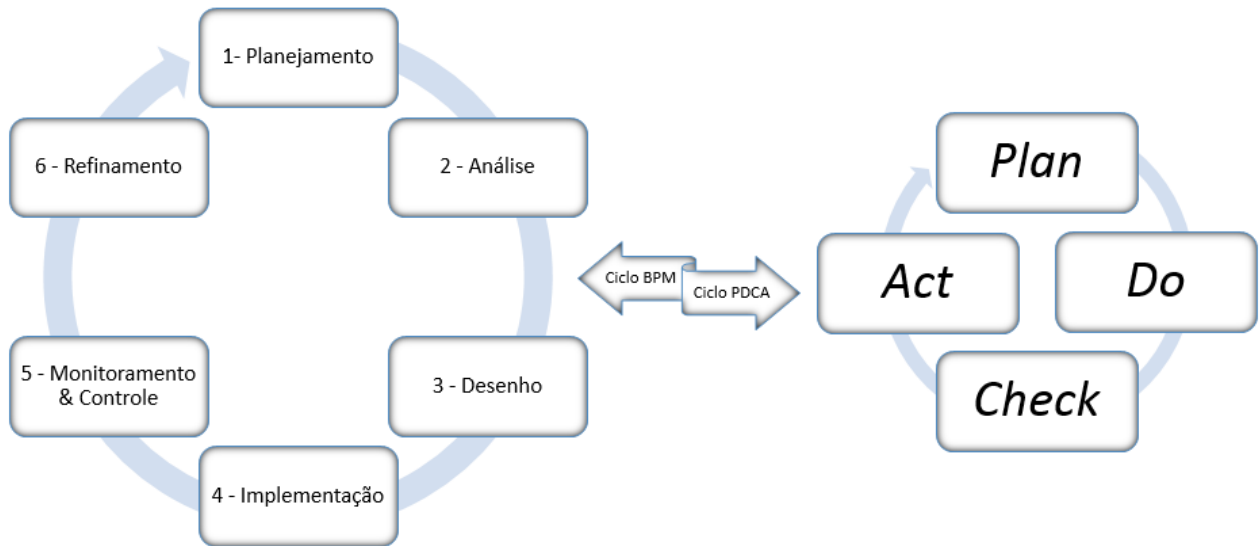 1- Planejamento
2 - Análise
3 - Desenho
4 - Implementação
5 - Monitoramento
& Controle
6 - Refinamento
Ciclo BPM
Ciclo PDCA
Plan
Do
Check
Act